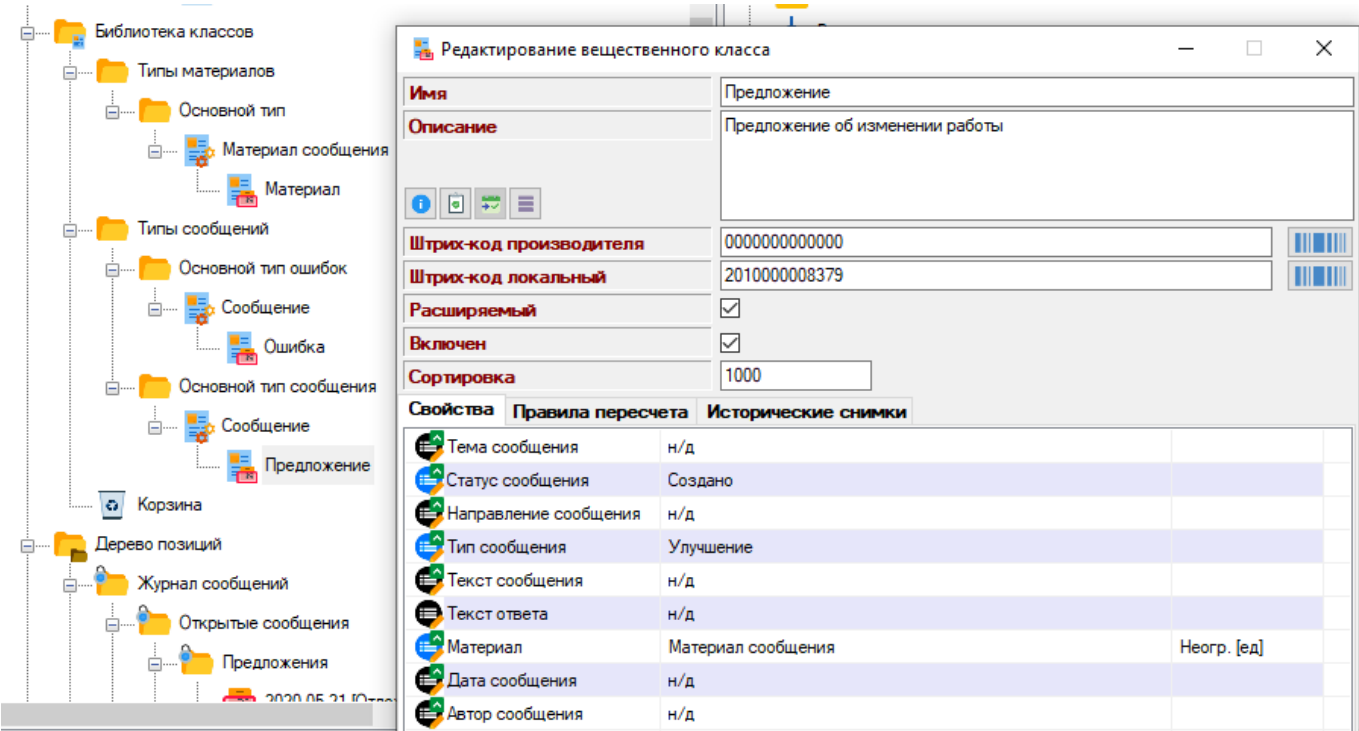 Библиотека классов
Типы материалов
Основной тип
Материал сообщения
Материал
Типы сообщений
Основной тип ошибок
Сообщение
Ошибка
Основной тип сообщения
Сообщение
Предложение
Корзина
Дерево позиций
Журнал сообщений
Открытые сообщения
Предложения
2020 05 21
Редактирование вещественного класса
Имя Предложение
Описание Предложение об изменении работы
Штрих-код производителя 0000000000000
Штрих-код локальный 2010000008379
Расширяемый
Включен
Сортировка 1000
Свойства Правила пересчета Исторические снимки
Тема сообщения н/д
Статус сообщения Создано
Направление сообщения н/д
Тип сообщения Улучшение
Текст сообщения н/д
Текст ответа н/д
Материал Материал сообщения Неогр. [ед]
Дата сообщения н/д
Автор сообщения н/д